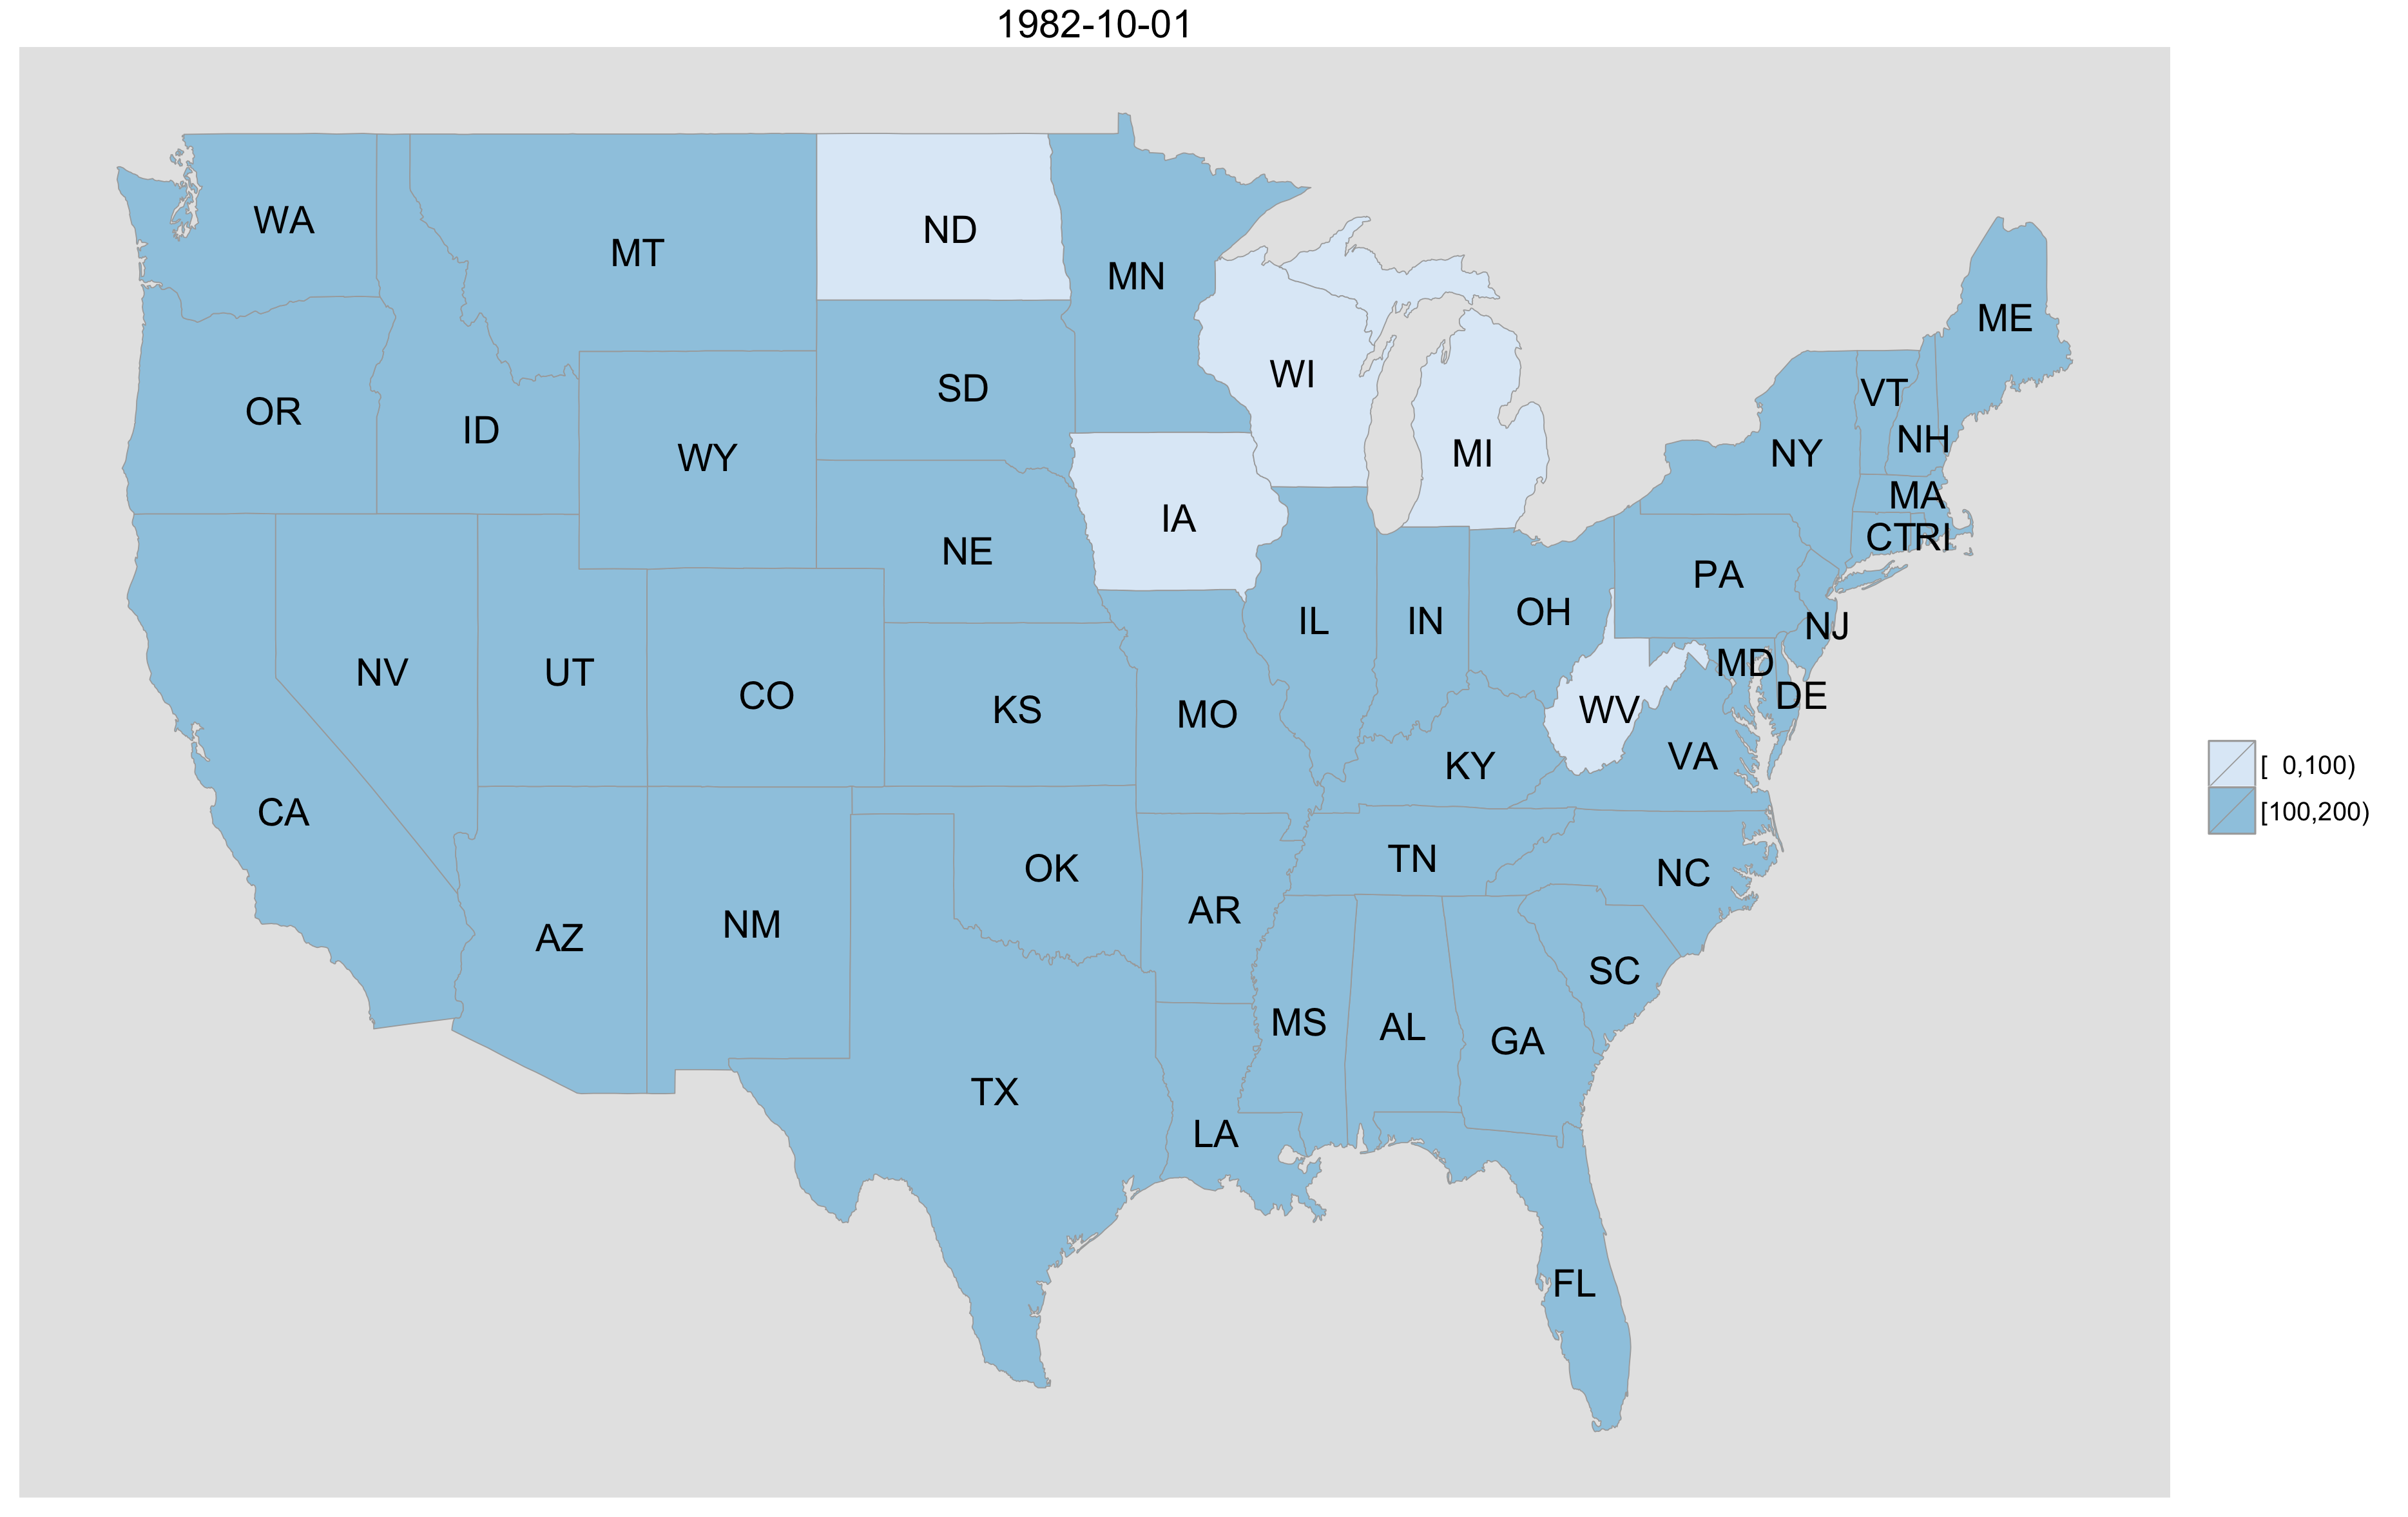 1982-10-01
WA
MT
ND
MN
ME
OR
ID
WY
SD
WI
MI
NY
VT
NH
MA
CT
RI
IA
NE
PA
NJ
NV
UT
CO
KS
MO
IL
IN
OH
WV
MD
DE
VA
KY
CA
AZ
NM
OK
AR
TN
NC
SC
TX
LA
MS
AL
GA
FL
[ 0,100)
[100,200)